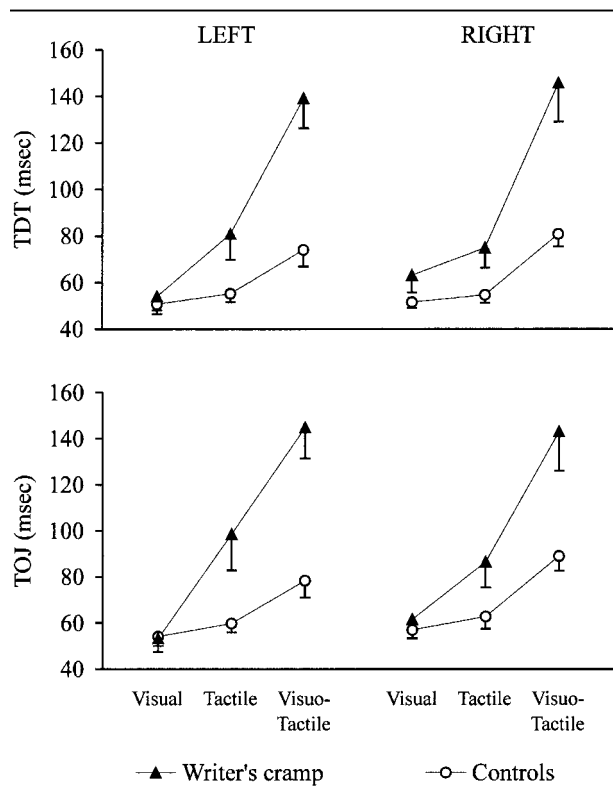 LEFT RIGHT
160
140
120
100
80
60
40
TDT (msec)
160
140
120
100
80
60
40
TOJ (msec)
Visual Tactile Visuo-Tactile Visual Tactile Visuo-Tactile
Writer's cramp Controls